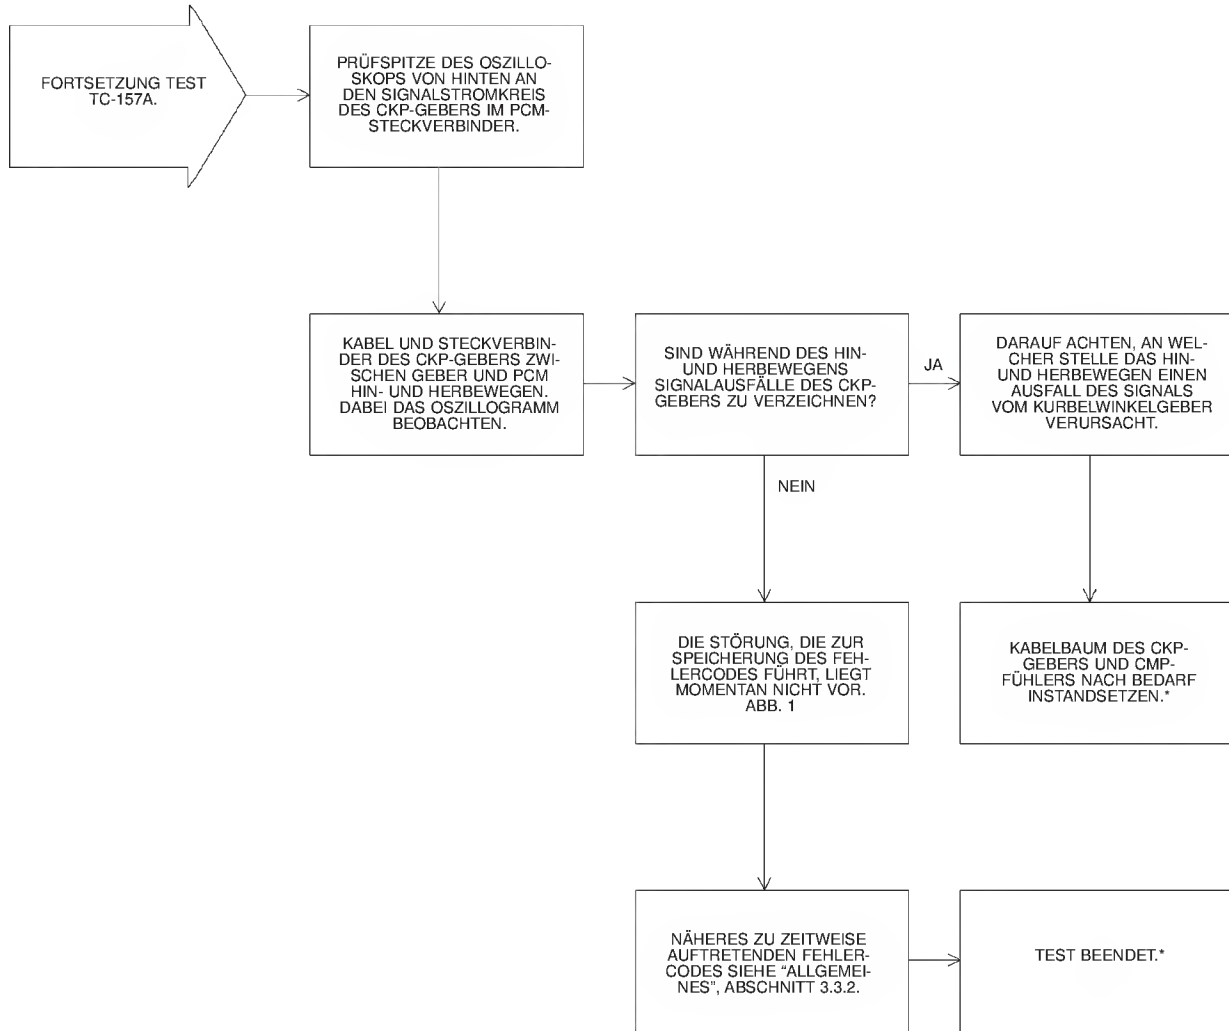 FORTSETZUNG TEST
TC-157A.
PRÜFSPITZE DES OSZILLO-
SKOPS VON HINTEN AN
DEN SIGNALSTROMKREIS
DES CKP-GEBERS IM PCM-
STECKVERBINDER.
KABEL UND STECKVERBIN-
DER DES CKP-GEBERS ZWI-
SCHEN GEBER UND PCM
HIN- UND HERBEWEGEN.
DABEI DAS OSZILLOGRAMM
BEOBACHTEN.
SIND WÄHREND DES HIN-
UND HERBEWEGENS
SIGNALAUSFÄLLE DES CKP-
GEBERS ZU VERZEICHNEN?
JA
DARAUF ACHTEN, AN WEL-
CHER STELLE DAS HIN-
UND HERBEWEGEN EINEN
AUSFALL DES SIGNALS
VOM KURBELWINKELGEBER
VERURSACHT.
NEIN
DIE STÖRUNG, DIE ZUR
SPEICHERUNG DES FEH-
LERCODES FÜHRT, LIEGT
MOMENTAN NICHT VOR.
ABB. 1
KABELBAUM DES CKP-
GEBERS UND CMP-
FÜHLERS NACH BEDARF
INSTANDSETZEN.*
NÄHERES ZU ZEITWEISE
AUFTRETENDEN FEHLER-
CODES SIEHE “ALLGEMEI-
NES”, ABSCHNITT 3.3.2.
TEST BEENDET.*